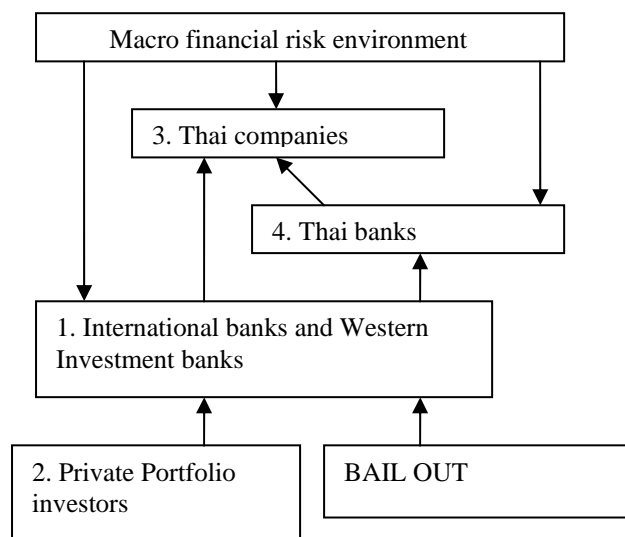 Macro financial risk environment
3. Thai companies
4. Thai banks
1. International banks and Western
Investment banks
2. Private Portfolio
investors
BAIL OUT